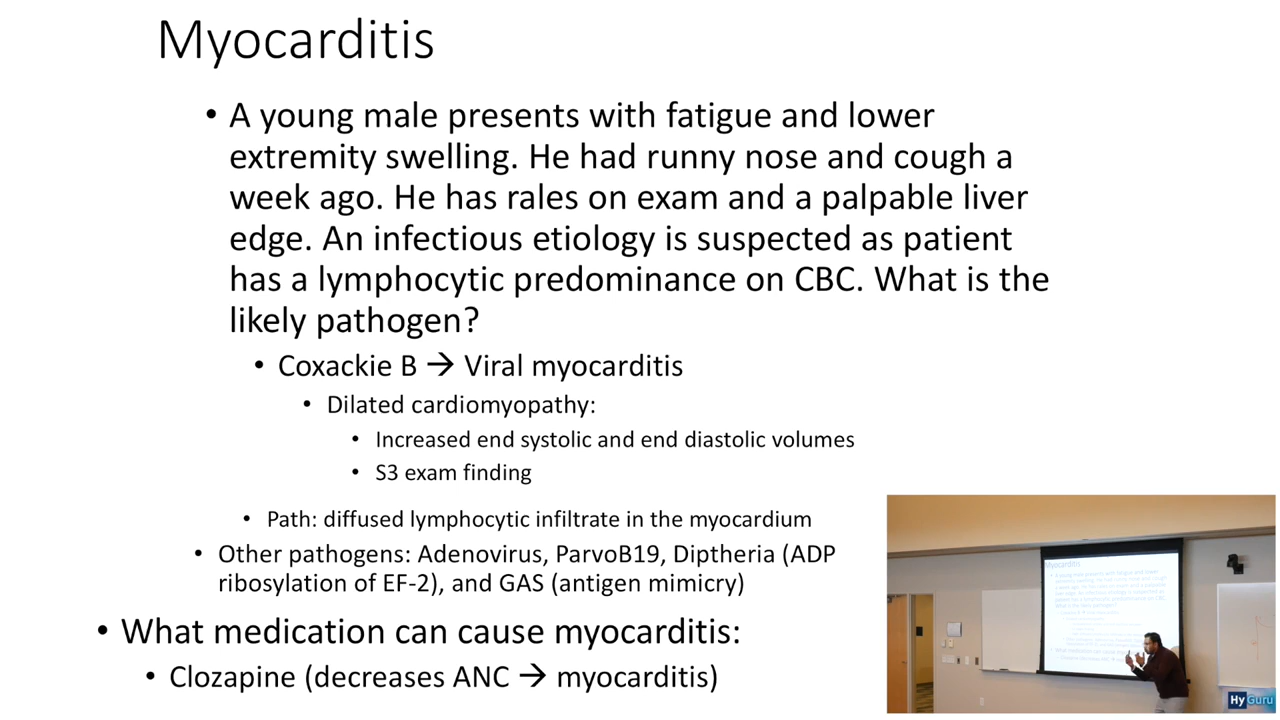 Myocarditis
• A young male presents with fatigue and lower
extremity swelling. He had runny nose and cough a
week ago. He has rales on exam and a palpable liver
edge. An infectious etiology is suspected as patient
has a lymphocytic predominance on CBC. What is the
likely pathogen?
• Coxackie B → Viral myocarditis
• Dilated cardiomyopathy:
• Increased end systolic and end diastolic volumes
• S3 exam finding
• Path: diffused lymphocytic infiltrate in the myocardium
• Other pathogens: Adenovirus, ParvoB19, Diptheria (ADP
ribosylation of EF-2), and GAS (antigen mimicry)
• What medication can cause myocarditis:
• Clozapine (decreases ANC → myocarditis)
Myocarditis
HyGuru